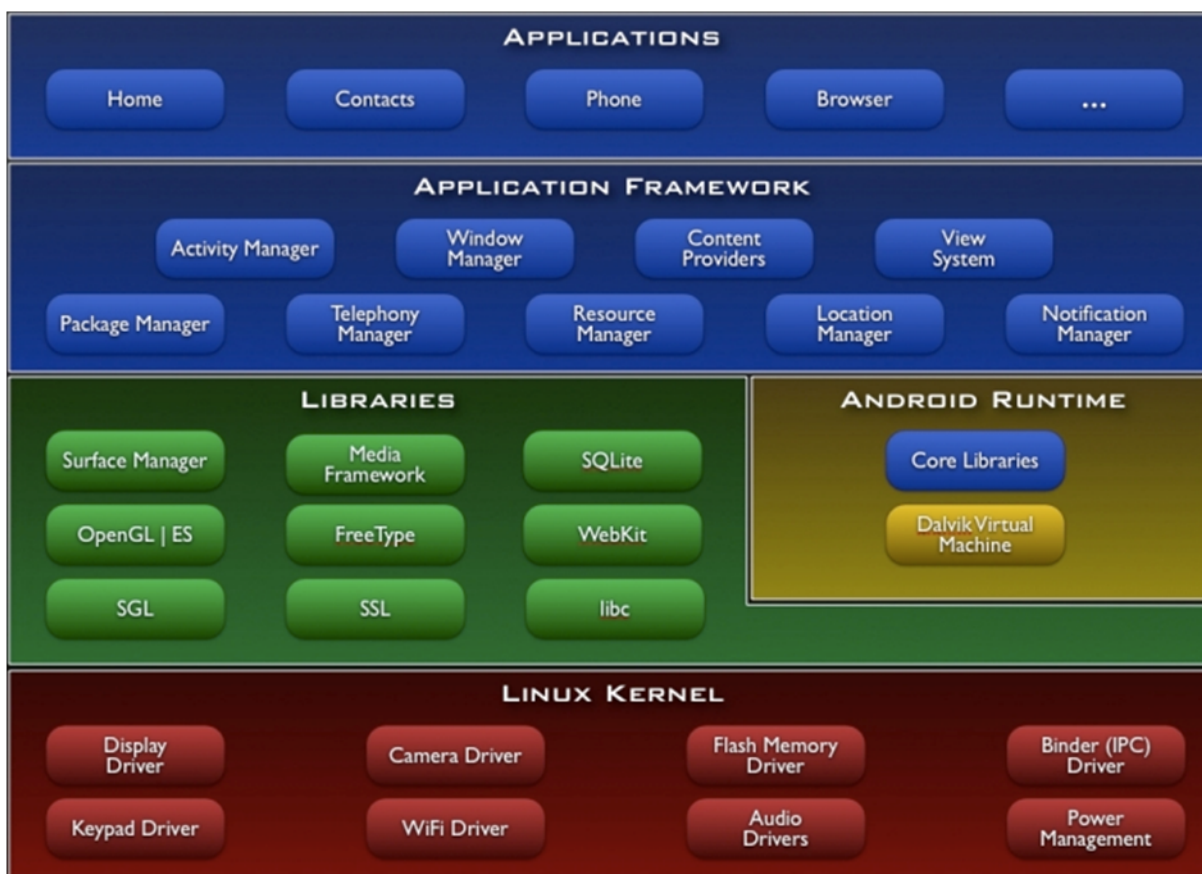 APPLICATIONS
Home
Contacts
Phone
Browser
...
APPLICATION FRAMEWORK
Activity Manager
Window
Manager
Content
Providers
View
System
Package Manager
Telephony
Manager
Resource
Manager
Location
Manager
Notification
Manager
LIBRARIES
Surface Manager
Media
Framework
SQLite
OpenGL | ES
FreeType
WebKit
SGL
SSL
libc
ANDROID RUNTIME
Core Libraries
Dalvik Virtual
Machine
LINUX KERNEL
Display
Driver
Camera Driver
Flash Memory
Driver
Binder (IPC)
Driver
Keypad Driver
WiFi Driver
Audio
Drivers
Power
Management